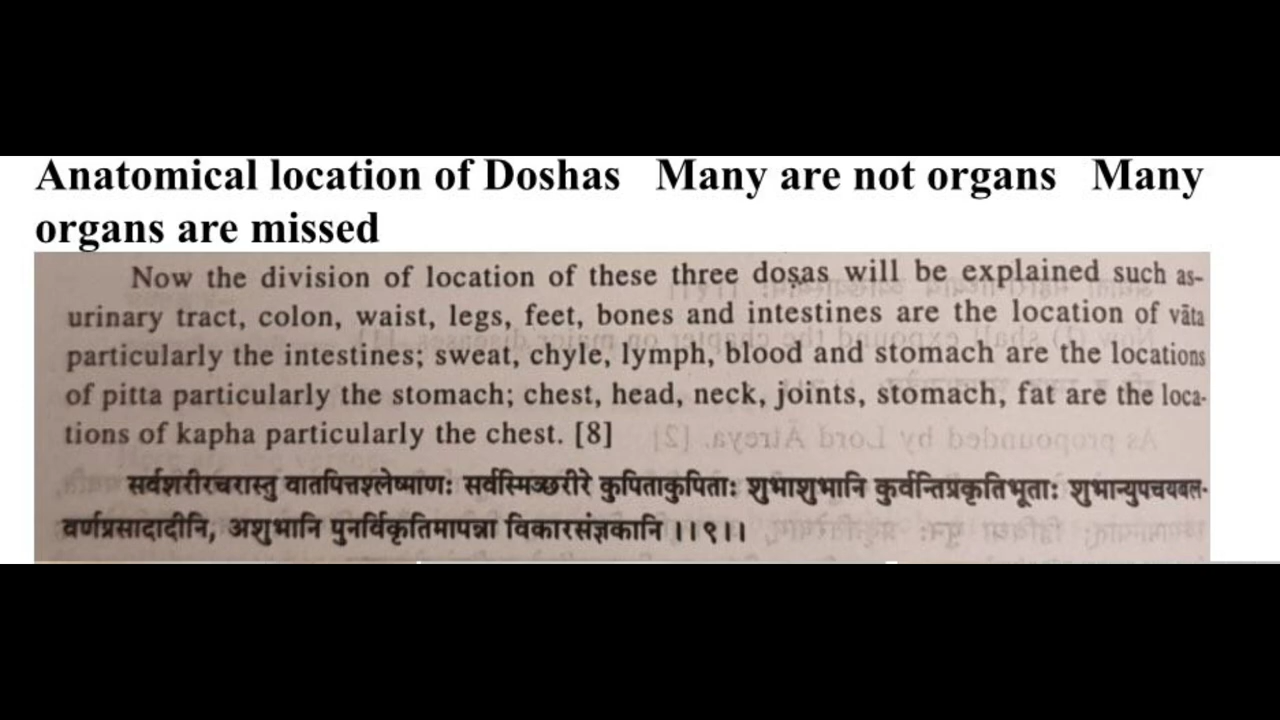 Anatomical location of Doshas   Many are not organs   Many
organs are missed
Now the division of location of these three doṣas will be explained such as-
urinary tract, colon, waist, legs, feet, bones and intestines are the location of vāta
particularly the intestines; sweat, chyle, lymph, blood and stomach are the locations
of pitta particularly the stomach; chest, head, neck, joints, stomach, fat are the loca-
tions of kapha particularly the chest. [8]
सर्वशरीरचरास्तु वातपित्तश्लेष्माणः सर्वस्मिञ्छरीरे कुपिताकुपिताः शुभाशुभानि कुर्वन्तिप्रकृतिभूताः शुभान्युपचयबल-
वर्णप्रसादादीनि, अशुभानि पुनर्विकृतिमापन्ना विकारसंज्ञकानि ।।९।।